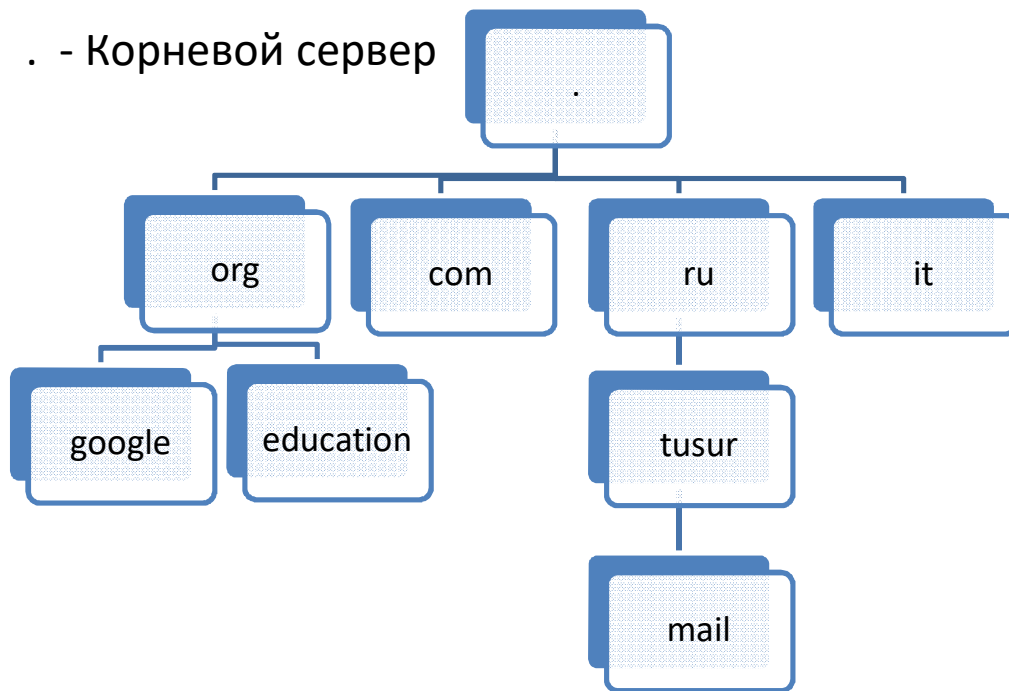 . - Корневой сервер
.
org
com
ru
it
google
education
tusur
mail